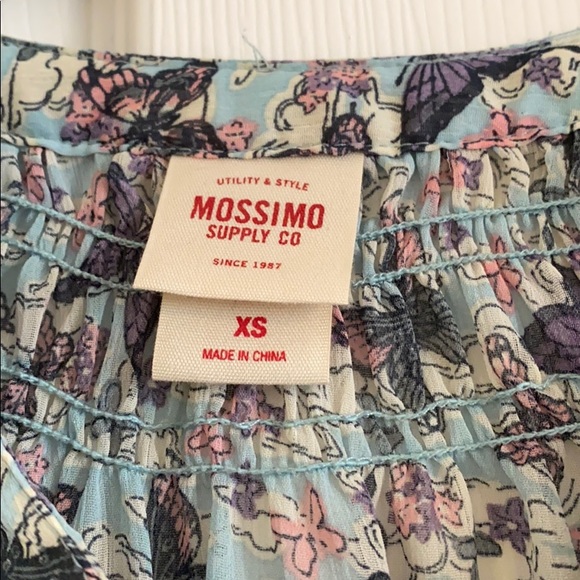 UTILITY & STYLE
MOSSIMO
SUPPLY CO
SINCE 1987
XS
MADE IN CHINA